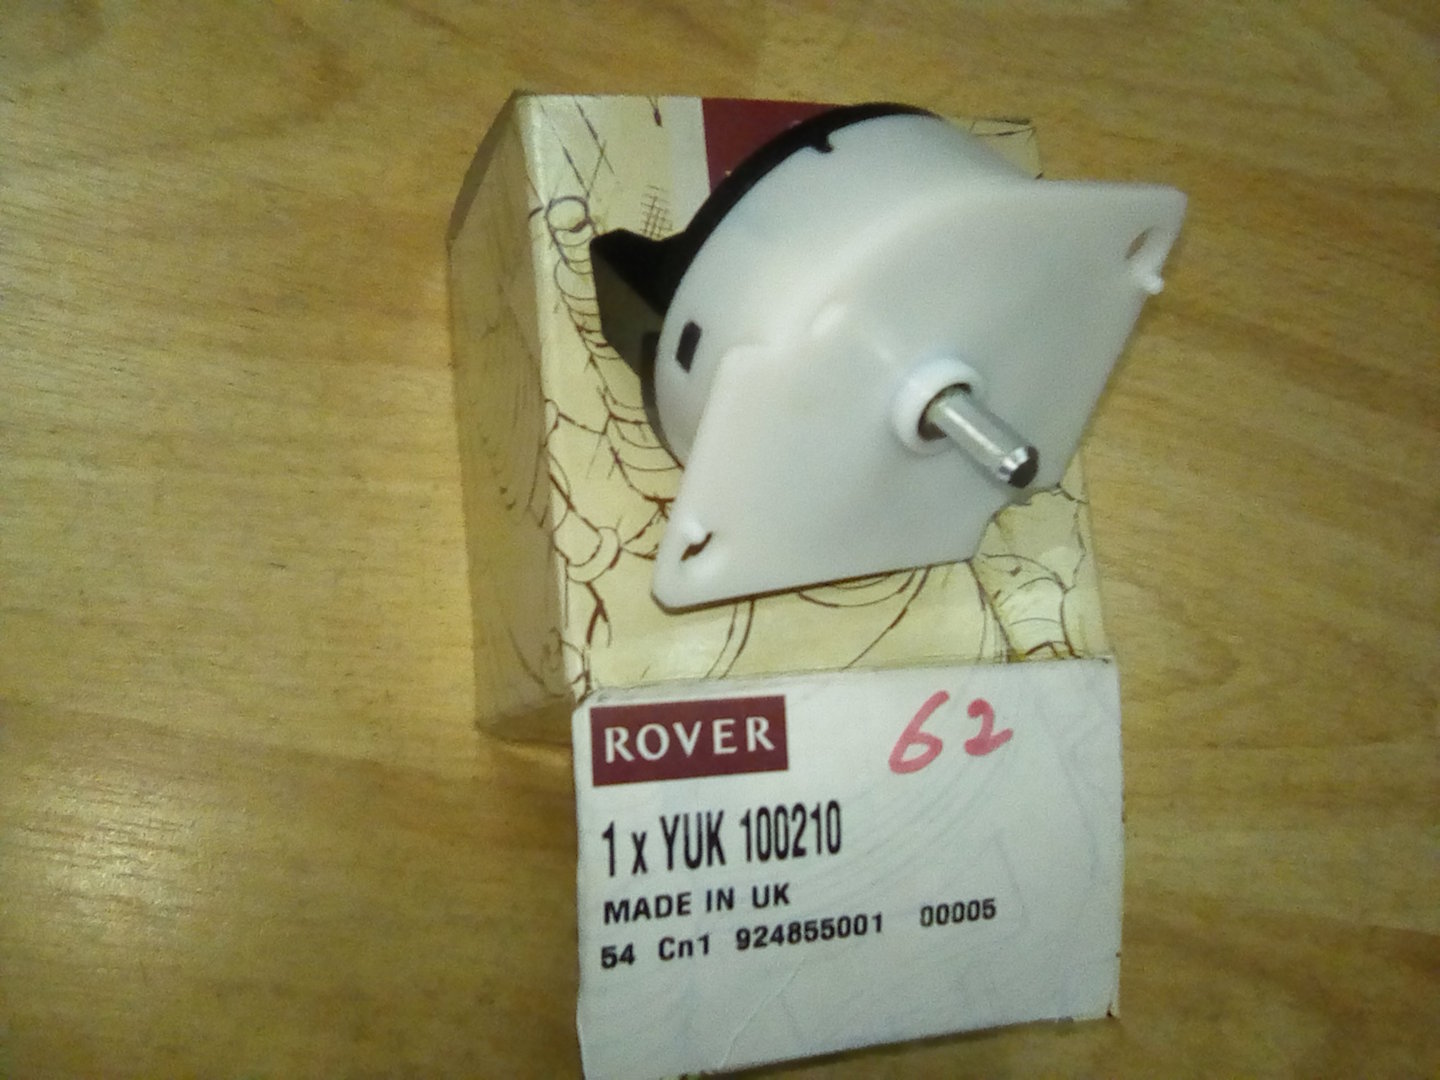 ROVER
62
1 x YUK 100210
MADE IN UK
54 Cn1 924855001 00005